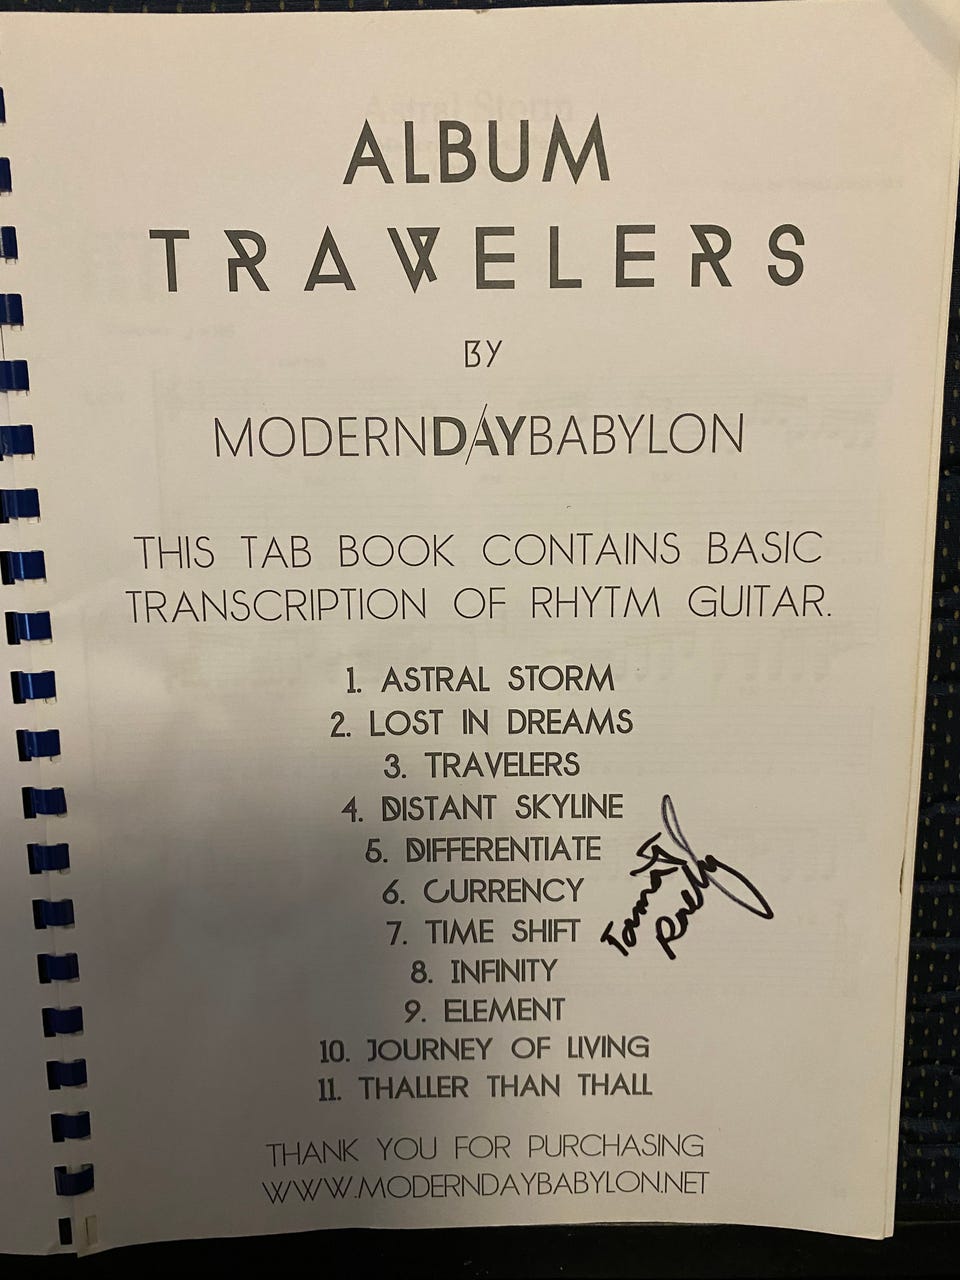 ALBUM
TRAVELERS
BY
MODERNDAYBABYLON
THIS TAB BOOK CONTAINS BASIC
TRANSCRIPTION OF RHYTM GUITAR.
1. ASTRAL STORM
2. LOST IN DREAMS
3. TRAVELERS
4. DISTANT SKYLINE
5. DIFFERENTIATE
6. CURRENCY
7. TIME SHIFT
8. INFINITY
9. ELEMENT
10. JOURNEY OF LIVING
11. THALLER THAN THALL
THANK YOU FOR PURCHASING
WWW.MODERNDAYBABYLON.NET